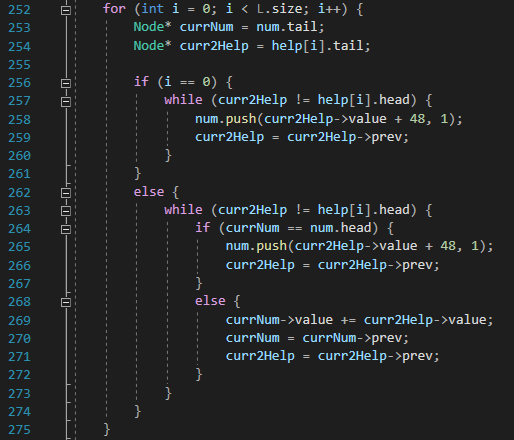 252 for (int i = 0; i < L.size; i++) {
253 Node* currNum = num.tail;
254 Node* curr2Help = help[i].tail;
255
256 if (i == 0) {
257 while (curr2Help != help[i].head) {
258 num.push(curr2Help->value + 48, 1);
259 curr2Help = curr2Help->prev;
260 }
261 }
262 else {
263 while (curr2Help != help[i].head) {
264 if (currNum == num.head) {
265 num.push(curr2Help->value + 48, 1);
266 curr2Help = curr2Help->prev;
267 }
268 else {
269 currNum->value += curr2Help->value;
270 currNum = currNum->prev;
271 curr2Help = curr2Help->prev;
272 }
273 }
274 }
275 }